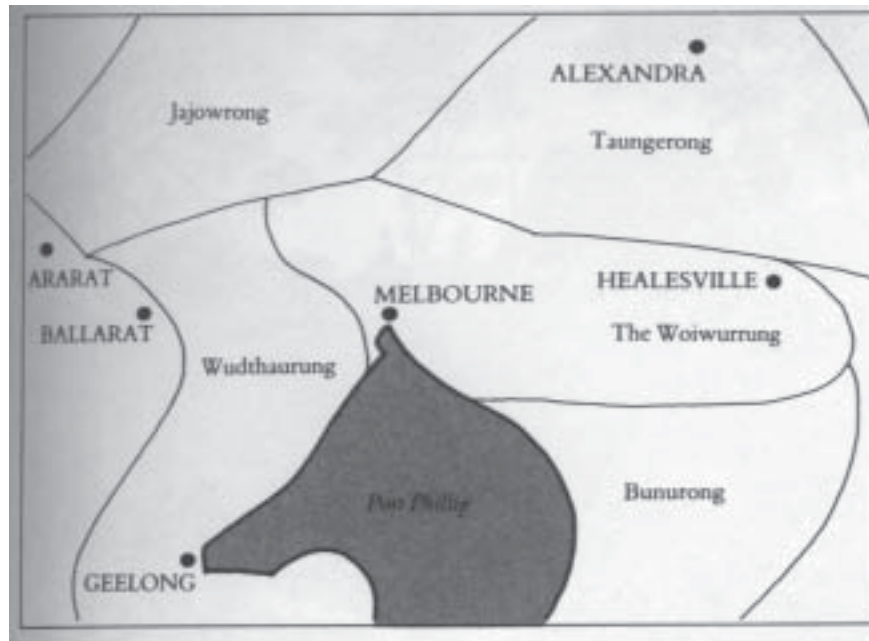 ALEXANDRA
Jajowrong
Taungerong
ARARAT
HEALESVILLE
MELBOURNE
BALLARAT
The Woiwurrung
Wudthaurung
Bunurong
Port Phillip
GEELONG